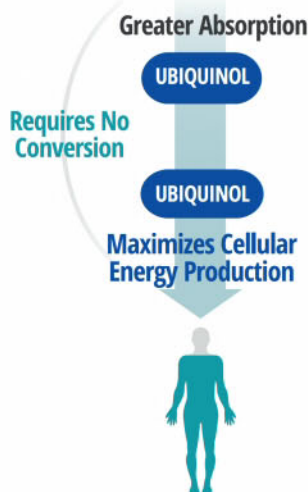 Greater Absorption
UBIQUINOL
Requires No
Conversion
UBIQUINOL
Maximizes Cellular
Energy Production